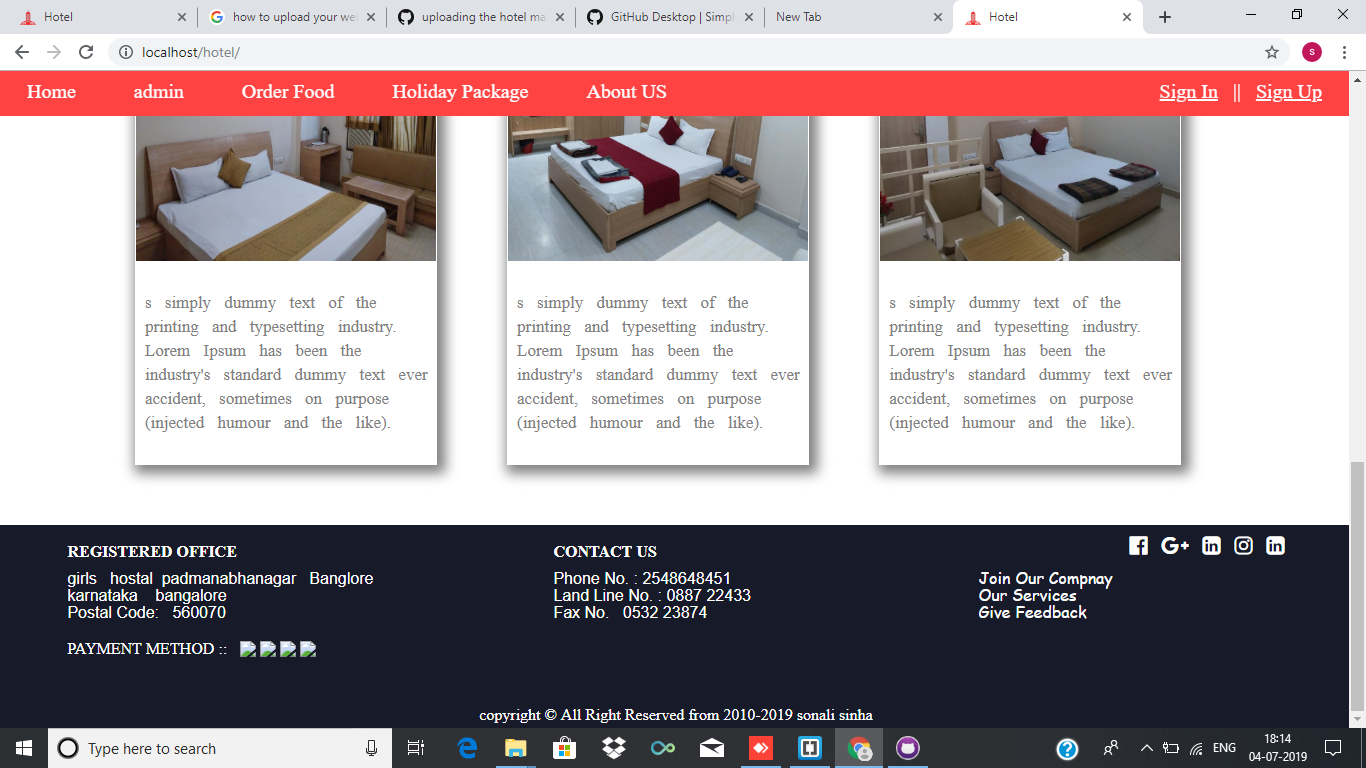 Hotel
how to upload your we
uploading the hotel ma
GitHub Desktop | Simpl
New Tab
Hotel
localhost/hotel/
s
Home admin Order Food Holiday Package About US Sign In || Sign Up
s simply dummy text of the
printing and typesetting industry.
Lorem Ipsum has been the
industry's standard dummy text ever
accident, sometimes on purpose
(injected humour and the like).
s simply dummy text of the
printing and typesetting industry.
Lorem Ipsum has been the
industry's standard dummy text ever
accident, sometimes on purpose
(injected humour and the like).
s simply dummy text of the
printing and typesetting industry.
Lorem Ipsum has been the
industry's standard dummy text ever
accident, sometimes on purpose
(injected humour and the like).
REGISTERED OFFICE
girls hostal padmanabhanagar Banglore
karnataka bangalore
Postal Code: 560070
PAYMENT METHOD ::
CONTACT US
Phone No. : 2548648451
Land Line No. : 0887 22433
Fax No. 0532 23874
Join Our Compnay
Our Services
Give Feedback
copyright © All Right Reserved from 2010-2019 sonali sinha
Type here to search
ENG
18:14
04-07-2019